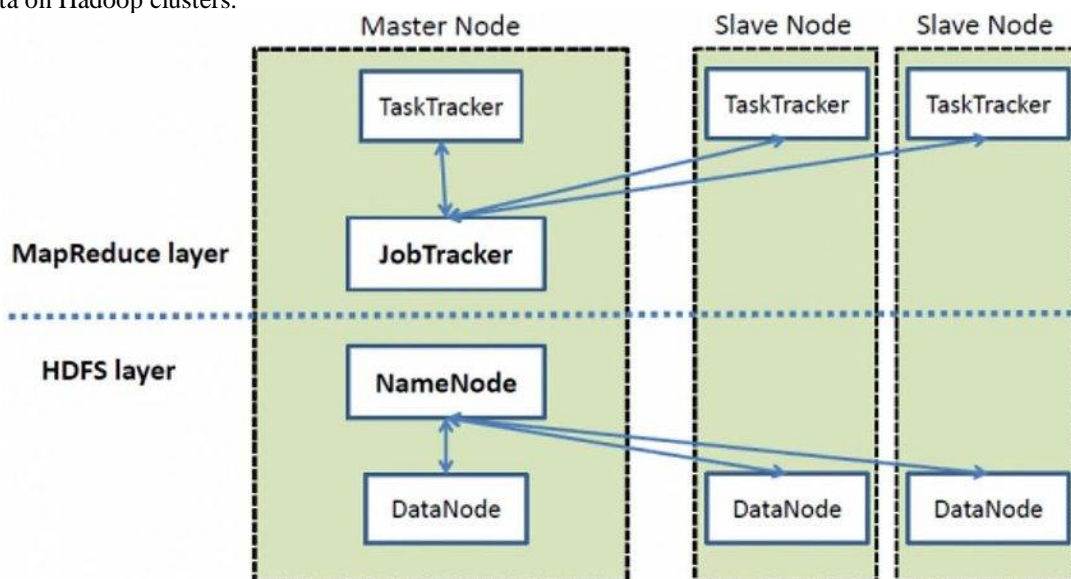 ta on Hadoop clusters.
Master Node
Slave Node
Slave Node
TaskTracker
TaskTracker
TaskTracker
MapReduce layer
JobTracker
HDFS layer
NameNode
DataNode
DataNode
DataNode